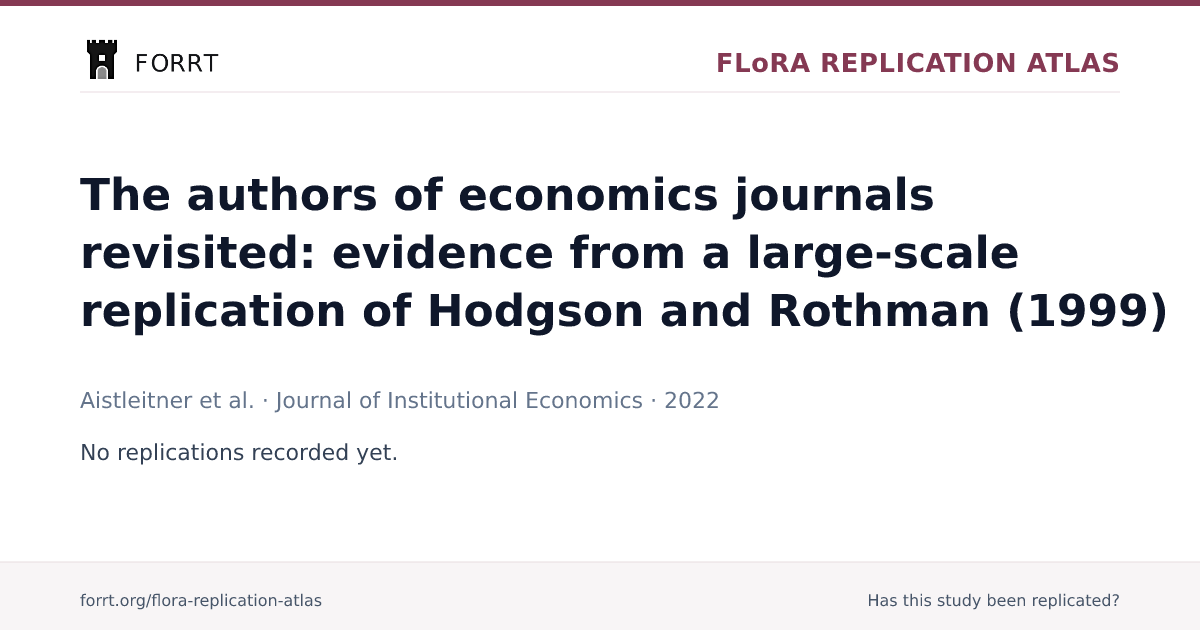 FORRT
FLoRA REPLICATION ATLAS
The authors of economics journals
revisited: evidence from a large-scale
replication of Hodgson and Rothman (1999)
Aistleitner et al. · Journal of Institutional Economics · 2022
No replications recorded yet.
forrt.org/flora-replication-atlas
Has this study been replicated?